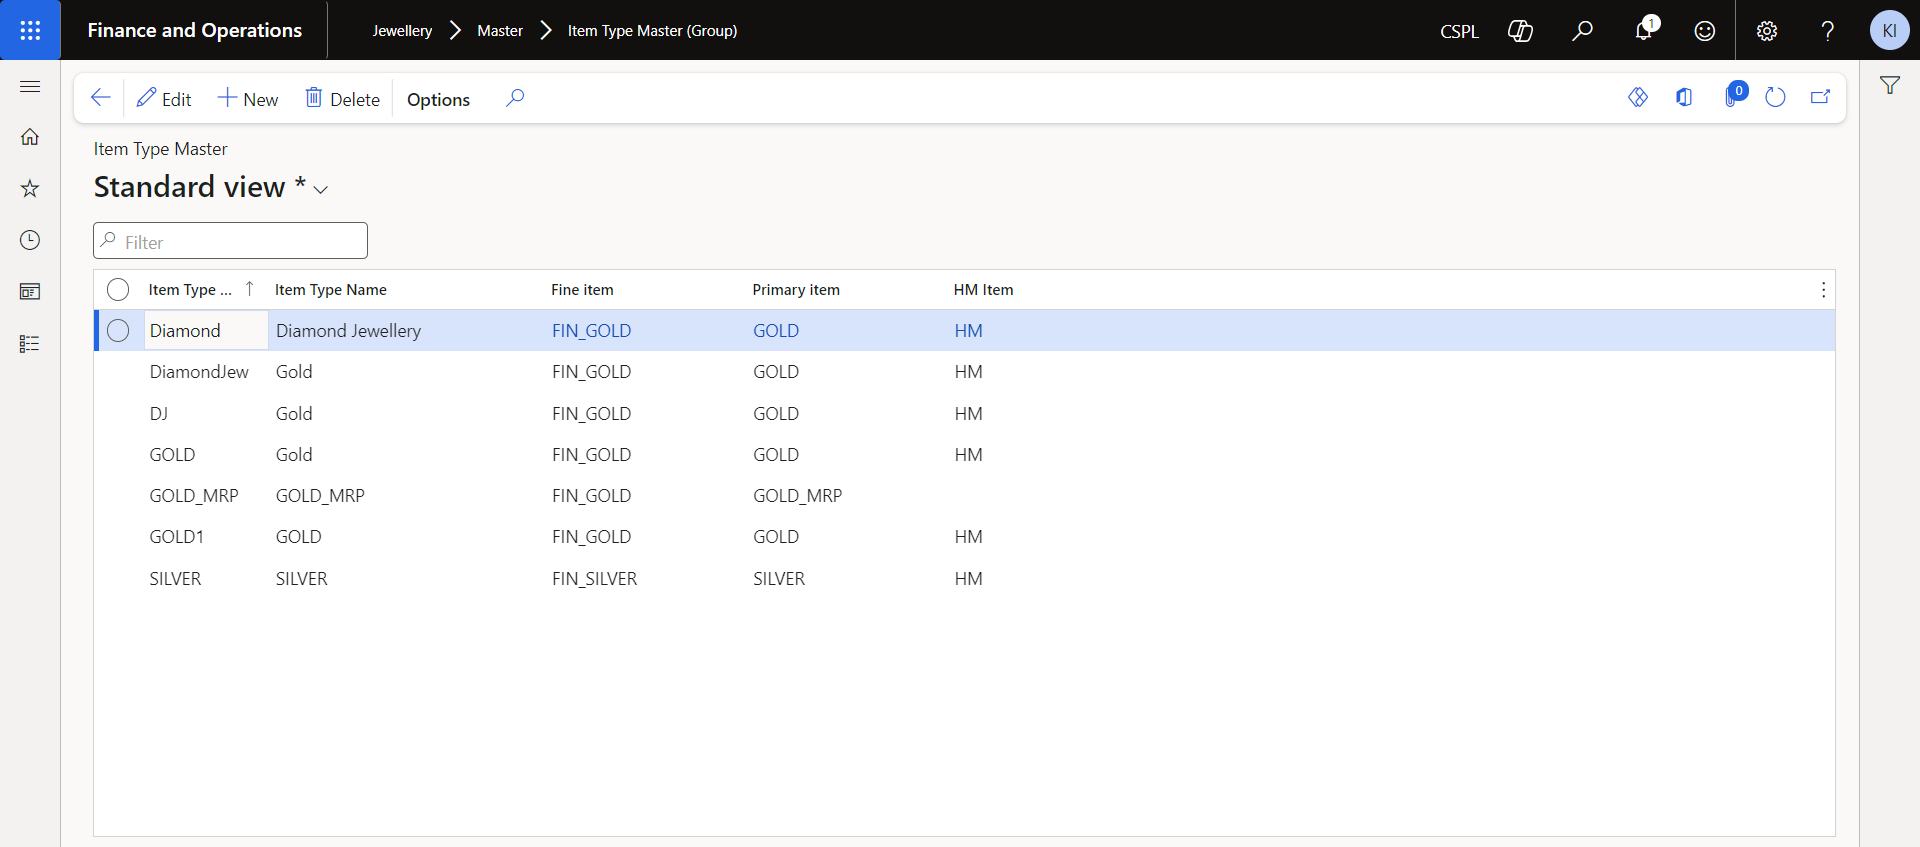 Finance and Operations
Jewellery
Master
Item Type Master (Group)
CSPL
1
KI
Edit
New
Delete
Options
0
Item Type Master
Standard view *
Filter
Item Type ... Item Type Name Fine item Primary item HM Item
Diamond Diamond Jewellery FIN_GOLD GOLD HM
DiamondJew Gold FIN_GOLD GOLD HM
DJ Gold FIN_GOLD GOLD HM
GOLD Gold FIN_GOLD GOLD HM
GOLD_MRP GOLD_MRP FIN_GOLD GOLD_MRP
GOLD1 GOLD FIN_GOLD GOLD HM
SILVER SILVER FIN_SILVER SILVER HM